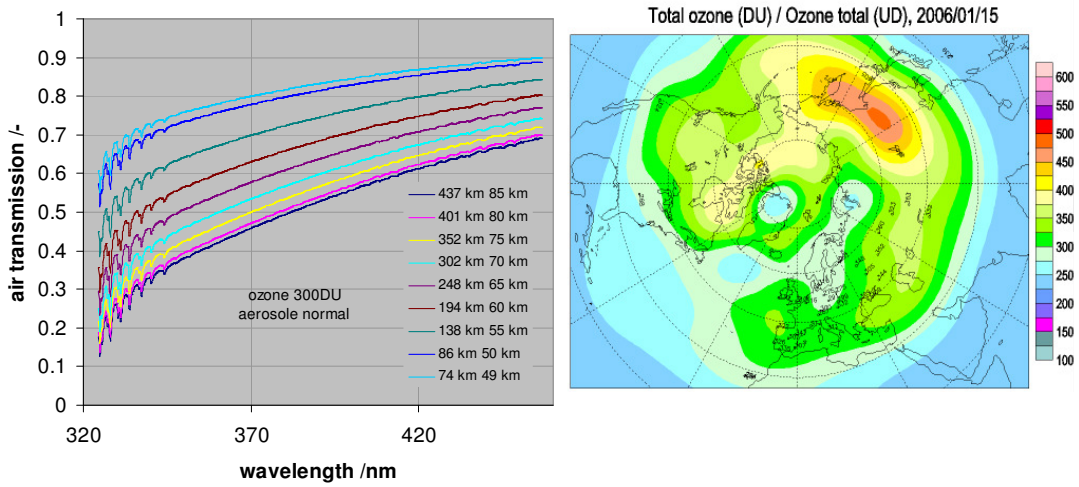 1
0.9
0.8
0.7
0.6
0.5
0.4
0.3
0.2
0.1
0
air transmission /-
320
370
420
wavelength /nm
437 km 85 km
401 km 80 km
352 km 75 km
302 km 70 km
248 km 65 km
194 km 60 km
138 km 55 km
86 km 50 km
74 km 49 km
ozone 300DU
aerosole normal
Total ozone (DU) / Ozone total (UD), 2006/01/15
600
550
500
450
400
350
300
250
200
150
100